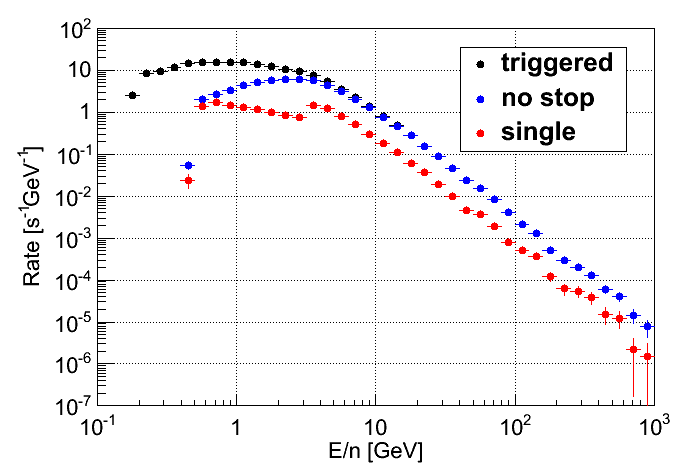 10²
10
1
10⁻¹
10⁻²
10⁻³
10⁻⁴
10⁻⁵
10⁻⁶
10⁻⁷
Rate [s⁻¹GeV⁻¹]
triggered
no stop
single
10⁻¹ 1 10 10² 10³
E/n [GeV]